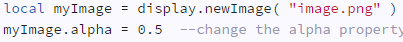 local myImage = display.newImage( "image.png" )
myImage.alpha = 0.5  --change the alpha property